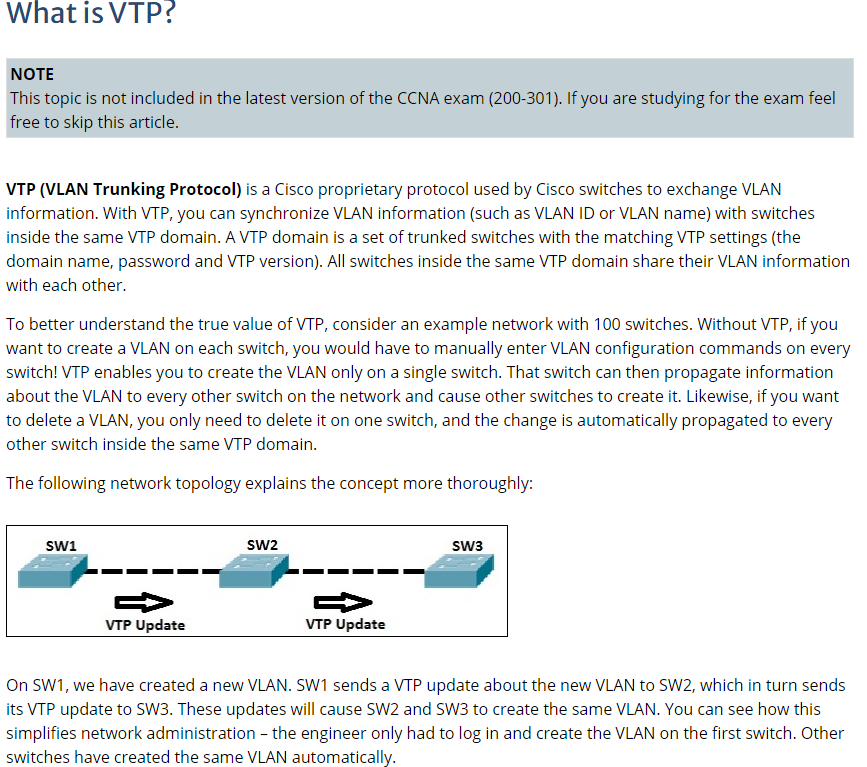 What is VTP?
NOTE
This topic is not included in the latest version of the CCNA exam (200-301). If you are studying for the exam feel
free to skip this article.
VTP (VLAN Trunking Protocol) is a Cisco proprietary protocol used by Cisco switches to exchange VLAN
information. With VTP, you can synchronize VLAN information (such as VLAN ID or VLAN name) with switches
inside the same VTP domain. A VTP domain is a set of trunked switches with the matching VTP settings (the
domain name, password and VTP version). All switches inside the same VTP domain share their VLAN information
with each other.
To better understand the true value of VTP, consider an example network with 100 switches. Without VTP, if you
want to create a VLAN on each switch, you would have to manually enter VLAN configuration commands on every
switch! VTP enables you to create the VLAN only on a single switch. That switch can then propagate information
about the VLAN to every other switch on the network and cause other switches to create it. Likewise, if you want
to delete a VLAN, you only need to delete it on one switch, and the change is automatically propagated to every
other switch inside the same VTP domain.
The following network topology explains the concept more thoroughly:
SW1 SW2 SW3
VTP Update VTP Update
On SW1, we have created a new VLAN. SW1 sends a VTP update about the new VLAN to SW2, which in turn sends
its VTP update to SW3. These updates will cause SW2 and SW3 to create the same VLAN. You can see how this
simplifies network administration – the engineer only had to log in and create the VLAN on the first switch. Other
switches have created the same VLAN automatically.